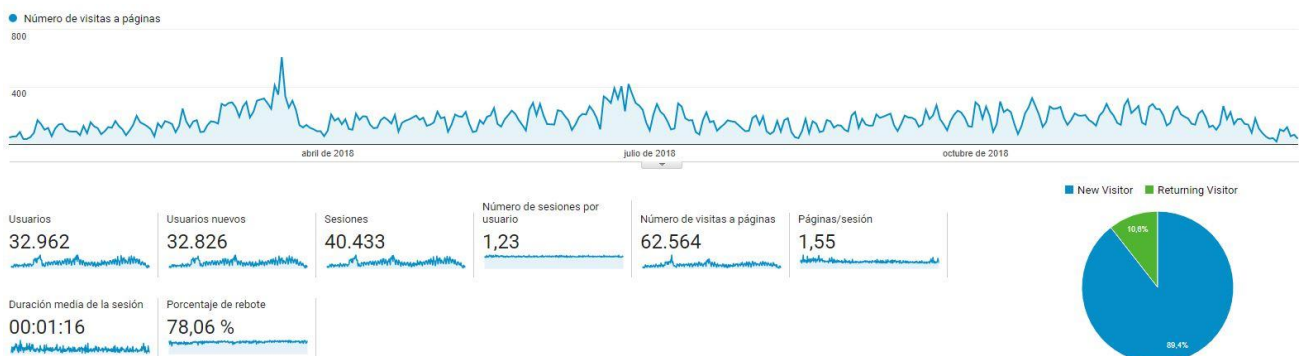 Número de visitas a páginas
800
400
abril de 2018
julio de 2018
octubre de 2018
New Visitor
Returning Visitor
Usuarios
32.962
Usuarios nuevos
32.826
Sesiones
40.433
Número de sesiones por
usuario
1,23
Número de visitas a páginas
62.564
Páginas/sesión
1,55
10,6%
89,4%
Duración media de la sesión
00:01:16
Porcentaje de rebote
78,06 %